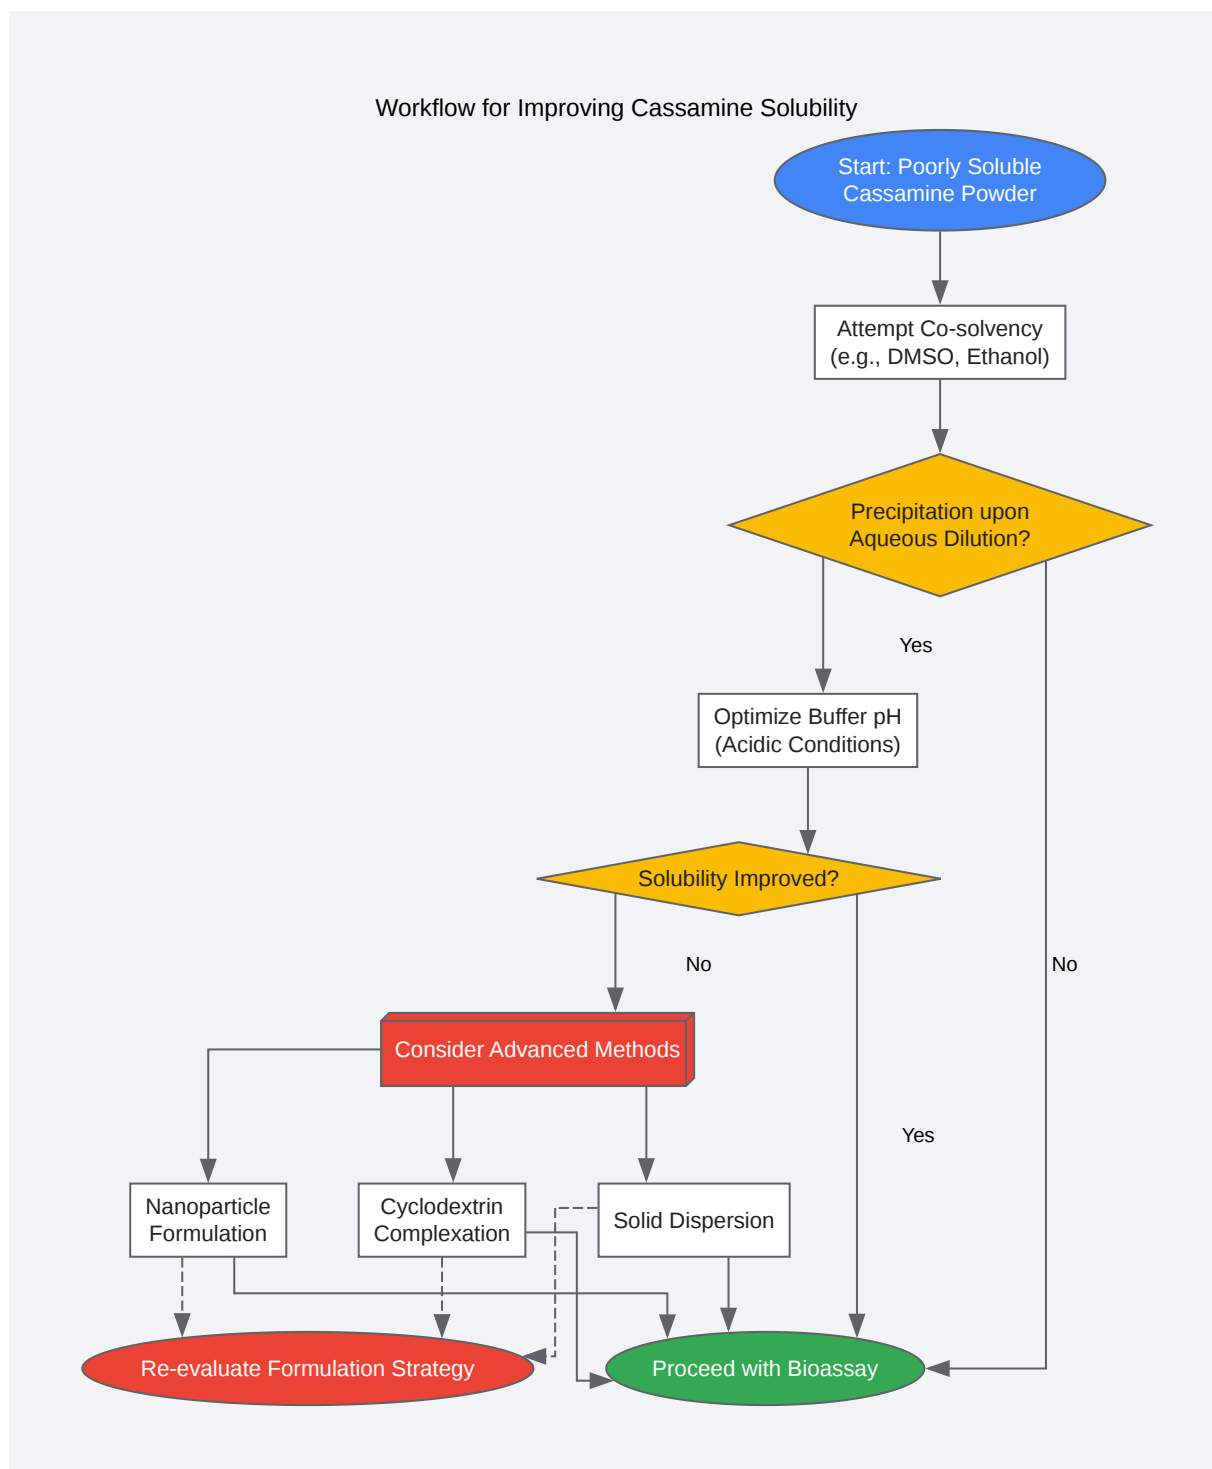 Workflow for Improving Cassamine Solubility
Start: Poorly Soluble
Cassamine Powder
Attempt Co-solvency
(e.g., DMSO, Ethanol)
Precipitation upon
Aqueous Dilution?
Yes
Optimize Buffer pH
(Acidic Conditions)
Solubility Improved?
No
No
Consider Advanced Methods
Yes
Nanoparticle
Formulation
Cyclodextrin
Complexation
Solid Dispersion
Re-evaluate Formulation Strategy
Proceed with Bioassay